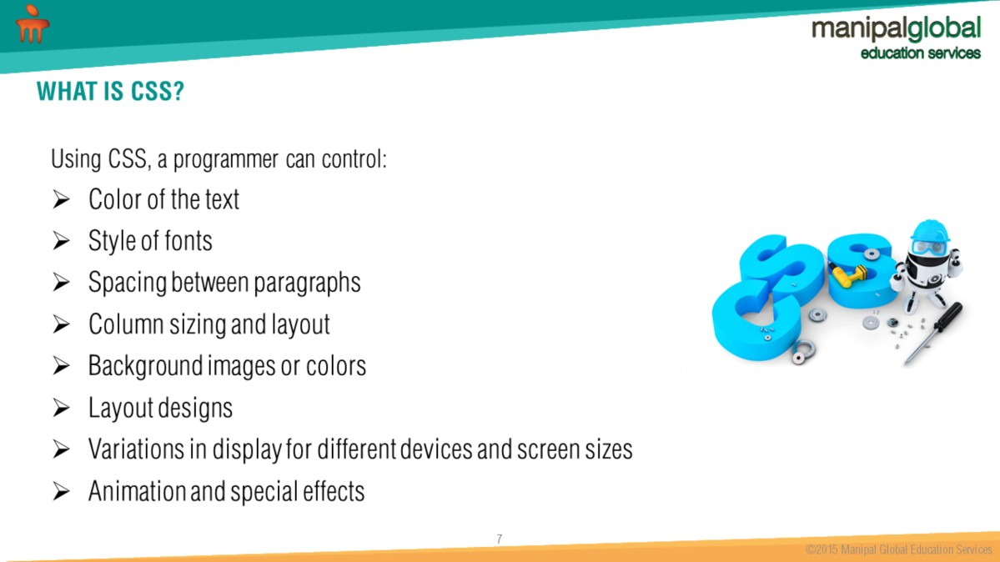 manipalglobal
education services
WHAT IS CSS?
Using CSS, a programmer can control:
➢ Color of the text
➢ Style of fonts
➢ Spacing between paragraphs
➢ Column sizing and layout
➢ Background images or colors
➢ Layout designs
➢ Variations in display for different devices and screen sizes
➢ Animation and special effects
CSS
7
©2015 Manipal Global Education Services